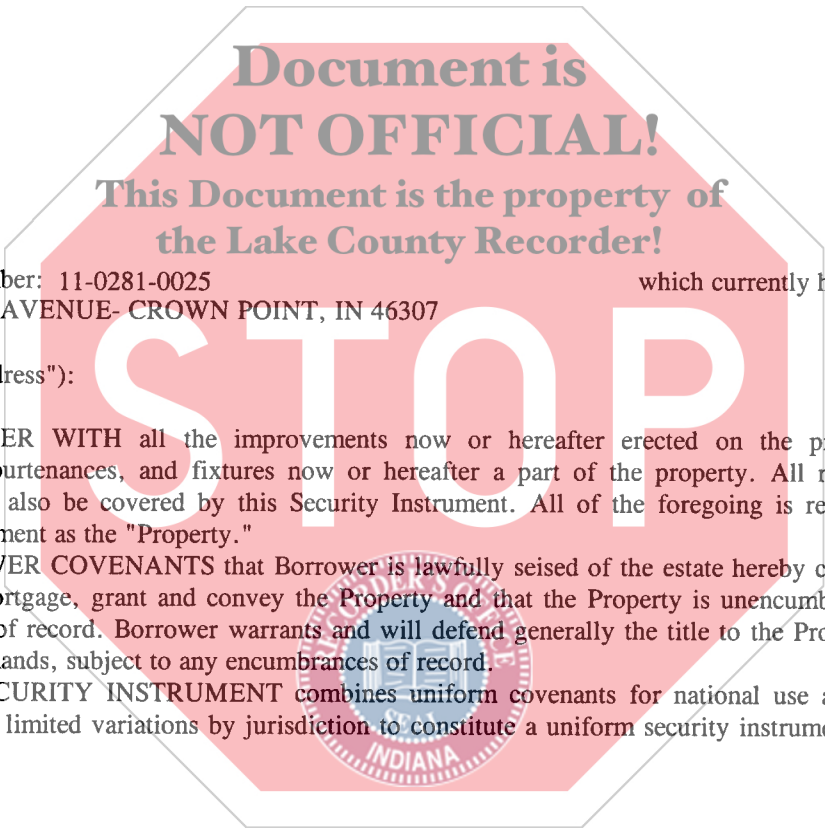 Document is
NOT OFFICIAL!
This Document is the property of
the Lake County Recorder!
ber: 11-0281-0025 which currently h
AVENUE- CROWN POINT, IN 46307
STOP
ress"):
ER WITH all the improvements now or hereafter erected on the p
urtenances, and fixtures now or hereafter a part of the property. All r
also be covered by this Security Instrument. All of the foregoing is re
ment as the "Property."
ER COVENANTS that Borrower is lawfully seised of the estate hereby c
ortgage, grant and convey the Property and that the Property is unencumb
of record. Borrower warrants and will defend generally the title to the Pro
ands, subject to any encumbrances of record.
CURITY INSTRUMENT combines uniform covenants for national use a
limited variations by jurisdiction to constitute a uniform security instrume
RECORDER'S OFFICE
SEAL
INDIANA